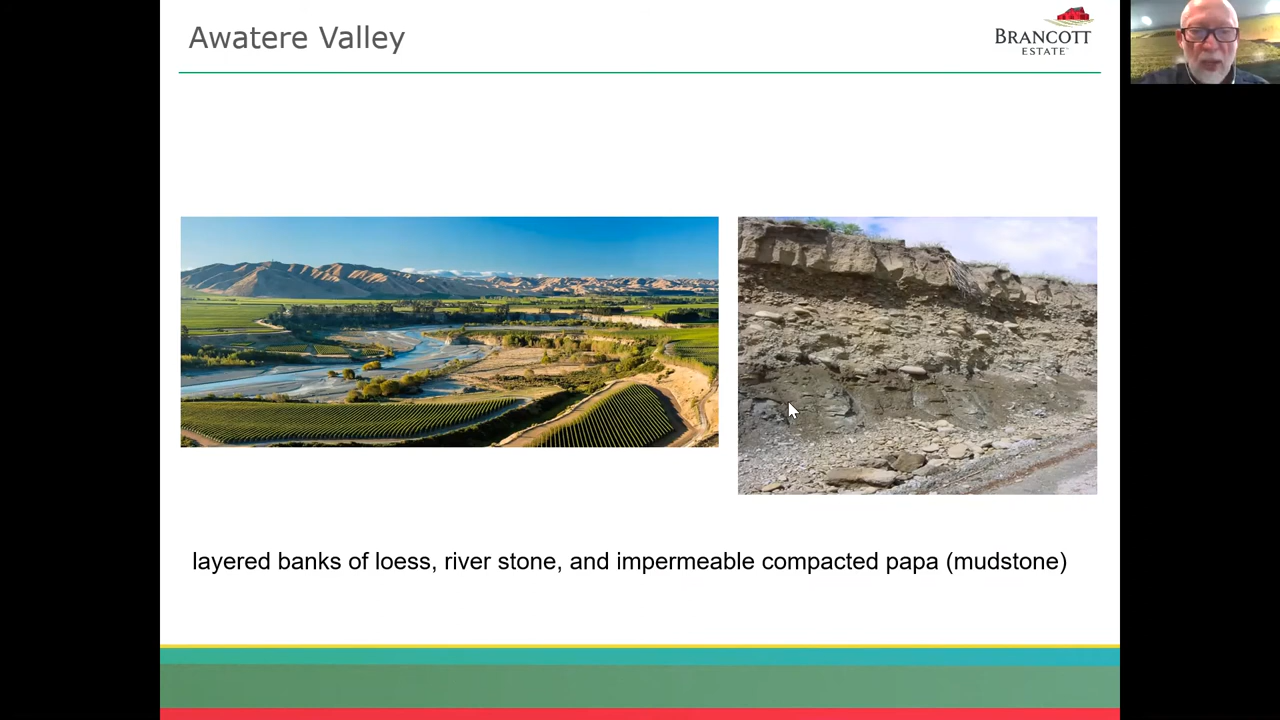 Awatere Valley
BRANCOTT
ESTATE
layered banks of loess, river stone, and impermeable compacted papa (mudstone)